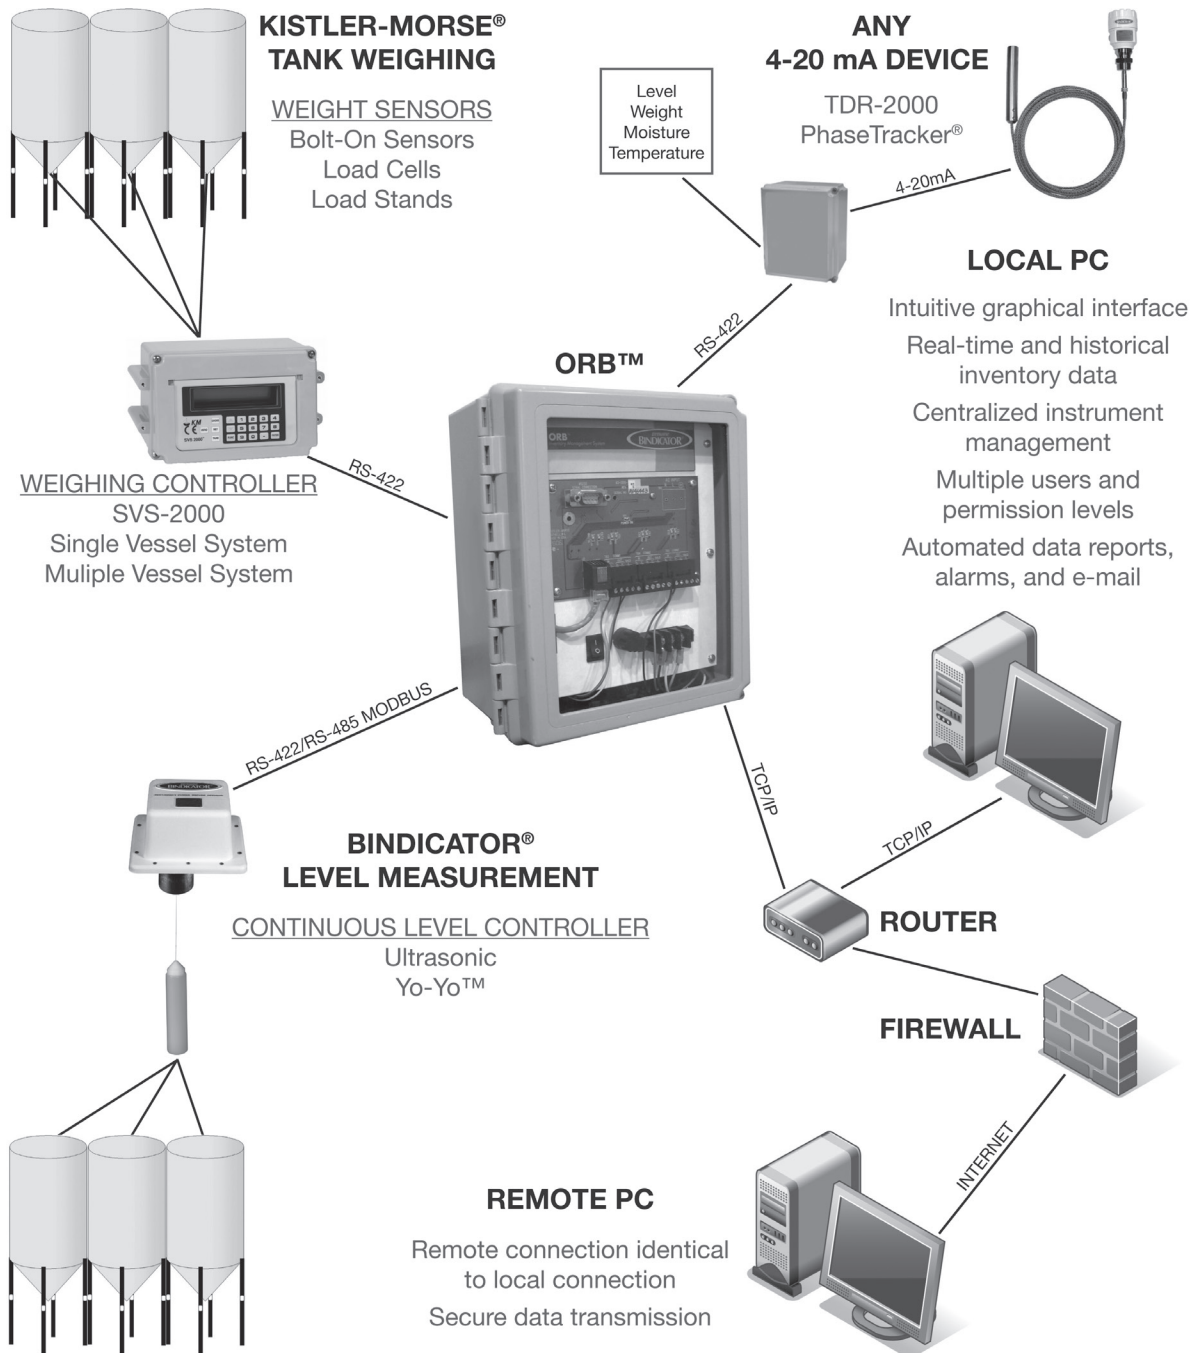 KISTLER-MORSE®
TANK WEIGHING
WEIGHT SENSORS
Bolt-On Sensors
Load Cells
Load Stands
ANY
4-20 mA DEVICE
TDR-2000
PhaseTracker®
Level
Weight
Moisture
Temperature
4-20mA
RS-422
LOCAL PC
Intuitive graphical interface
Real-time and historical
inventory data
Centralized instrument
management
Multiple users and
permission levels
Automated data reports,
alarms, and e-mail
ORB™
ORB
BINDICATOR
KM
SVS-2000
RS-422
WEIGHING CONTROLLER
SVS-2000
Single Vessel System
Muliple Vessel System
RS-422/RS-485 MODBUS
BINDICATOR
BINDICATOR®
LEVEL MEASUREMENT
CONTINUOUS LEVEL CONTROLLER
Ultrasonic
Yo-Yo™
TCP/IP
TCP/IP
ROUTER
FIREWALL
INTERNET
REMOTE PC
Remote connection identical
to local connection
Secure data transmission